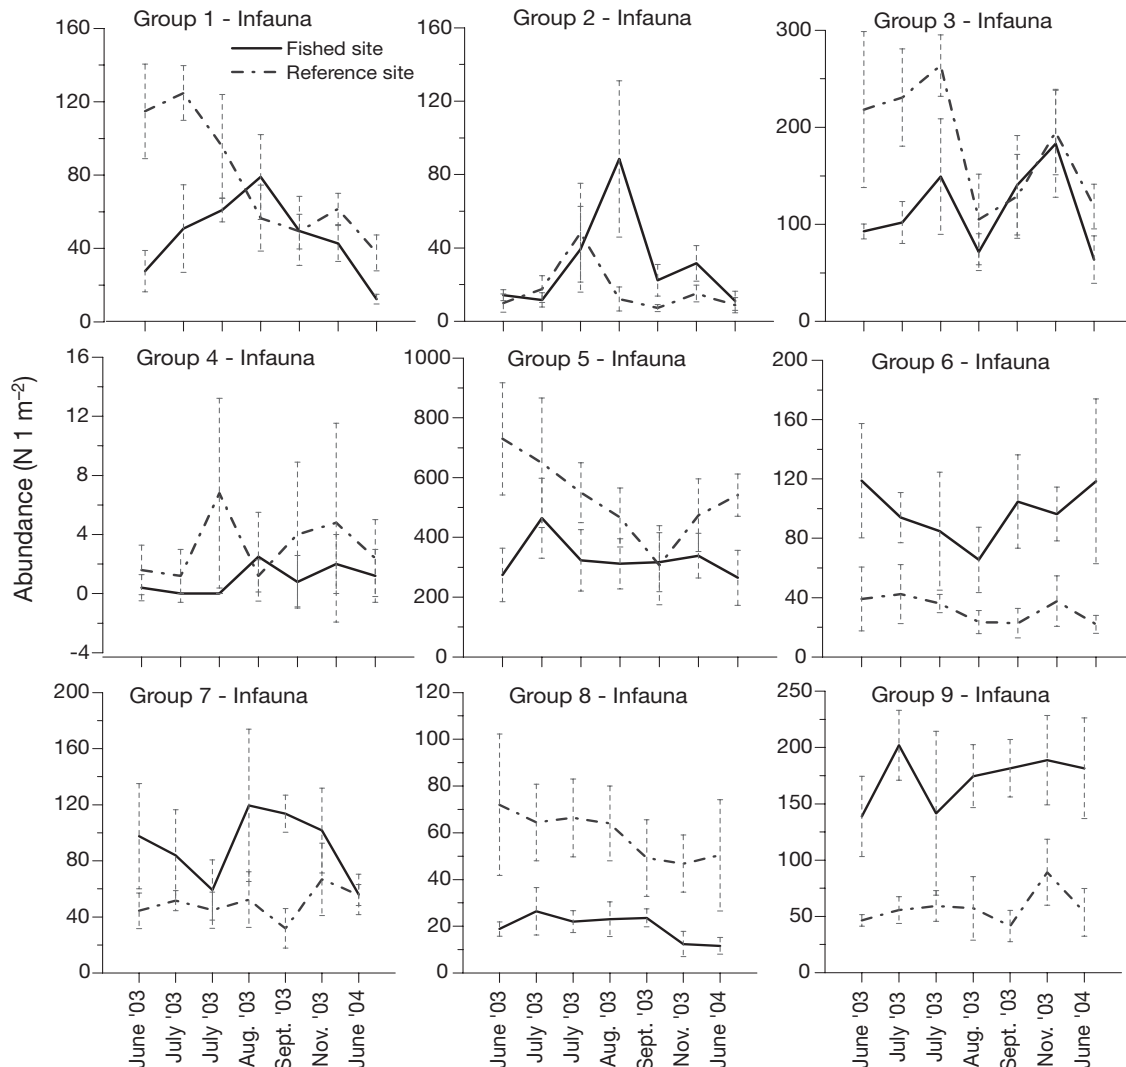 Group 1 - Infauna
Group 2 - Infauna
Group 3 - Infauna
Fished site
Reference site
160
120
80
40
0
160
120
80
40
0
300
200
100
0
Group 4 - Infauna
Group 5 - Infauna
Group 6 - Infauna
Abundance (N 1 m⁻²)
16
12
8
4
0
-4
1000
800
600
400
200
0
200
160
120
80
40
0
Group 7 - Infauna
Group 8 - Infauna
Group 9 - Infauna
200
160
120
80
40
0
120
100
80
60
40
20
0
250
200
150
100
50
0
June '03
July '03
July '03
Aug. '03
Sept. '03
Nov. '03
June '04
June '03
July '03
July '03
Aug. '03
Sept. '03
Nov. '03
June '04
June '03
July '03
July '03
Aug. '03
Sept. '03
Nov. '03
June '04